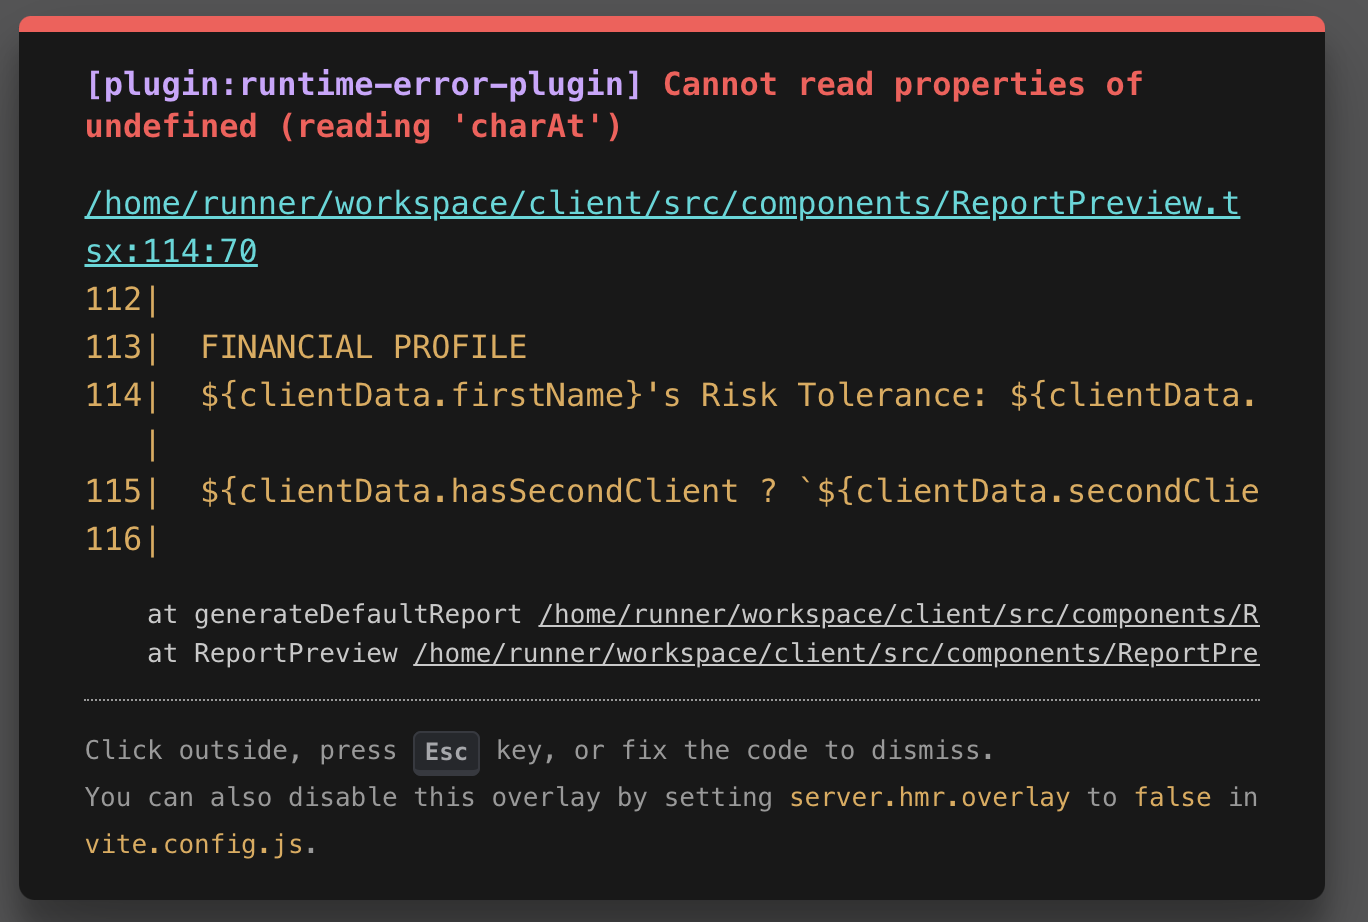 [plugin:runtime-error-plugin] Cannot read properties of
undefined (reading 'charAt')
/home/runner/workspace/client/src/components/ReportPreview.t
sx:114:70
112|
113|  FINANCIAL PROFILE
114|  ${clientData.firstName}'s Risk Tolerance: ${clientData.
   |
115|  ${clientData.hasSecondClient ? `${clientData.secondClie
116|
    at generateDefaultReport /home/runner/workspace/client/src/components/R
    at ReportPreview /home/runner/workspace/client/src/components/ReportPre
Click outside, press Esc key, or fix the code to dismiss.
You can also disable this overlay by setting server.hmr.overlay to false in
vite.config.js.